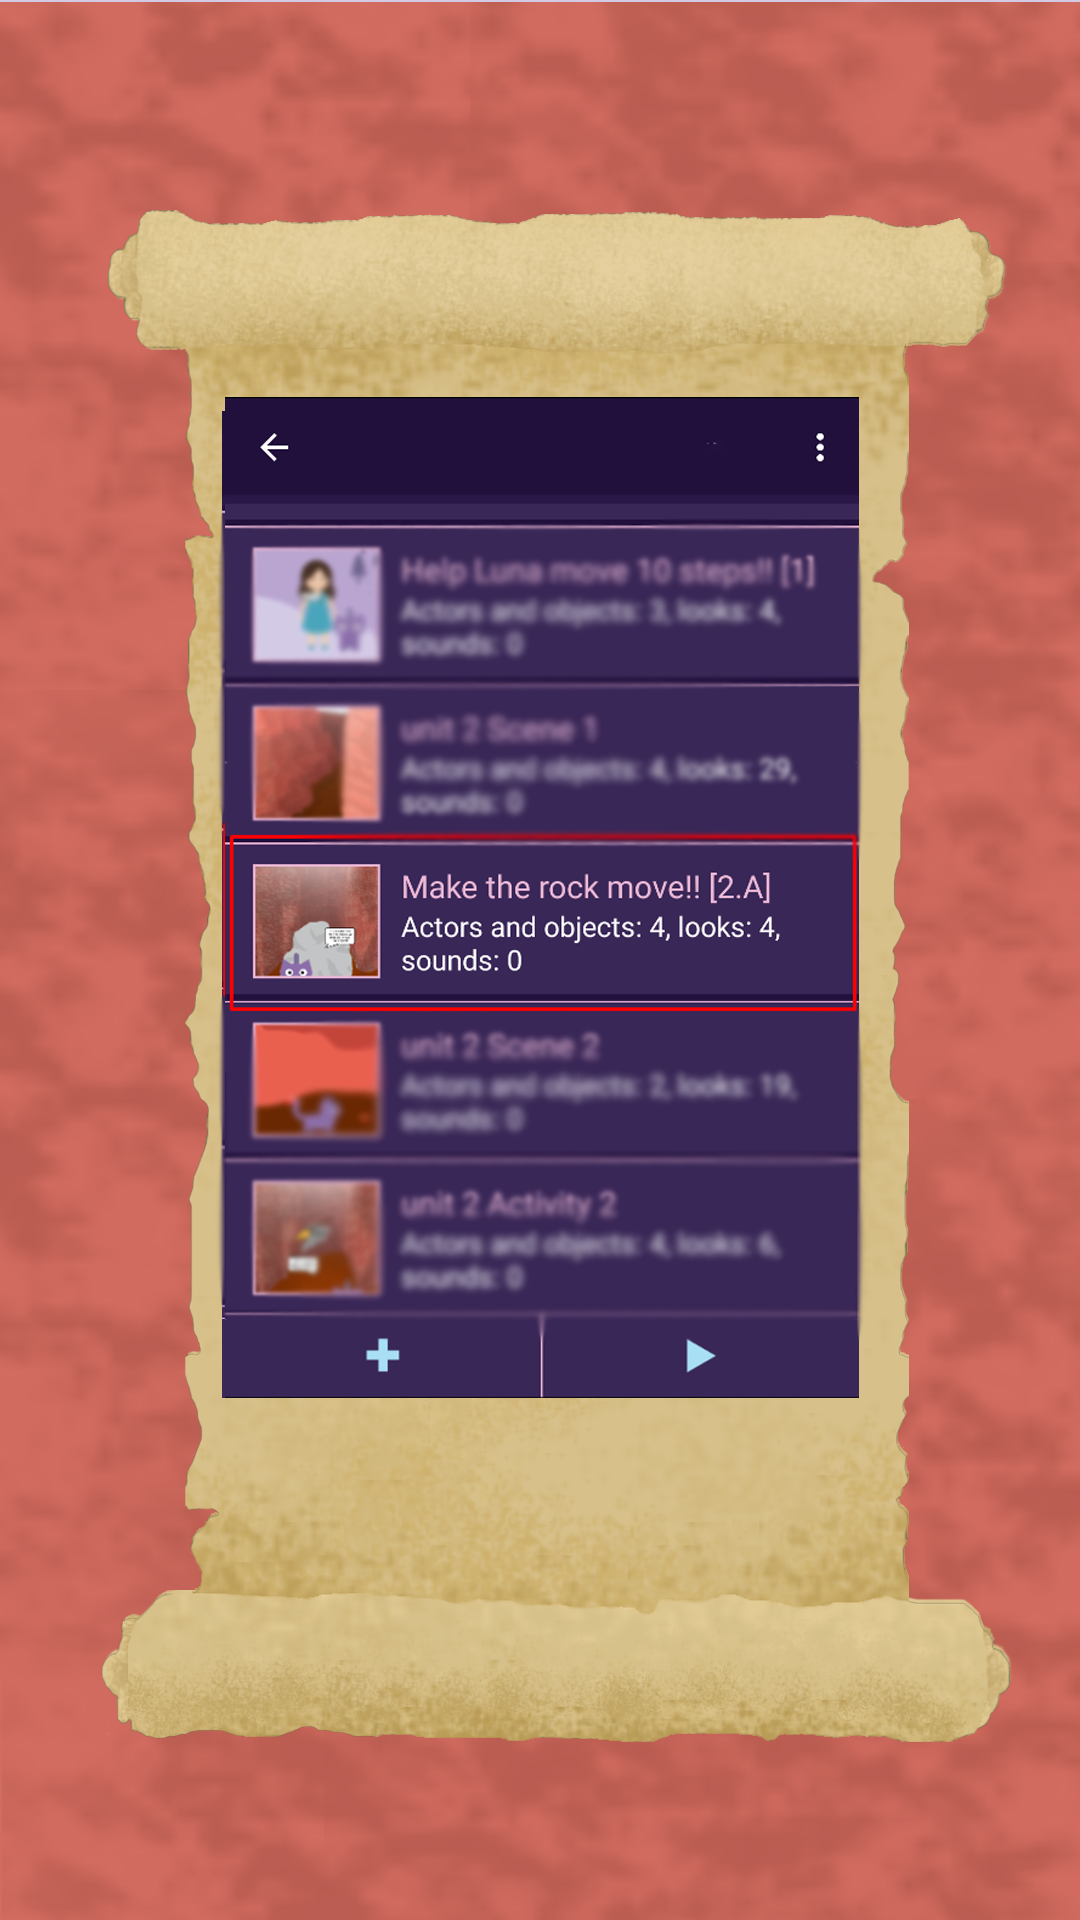 Help Luna move 10 steps!! [1]
Actors and objects: 3, looks: 4,
sounds: 0
unit 2 Scene 1
Actors and objects: 4, looks: 29,
sounds: 0
Make the rock move!! [2.A]
Actors and objects: 4, looks: 4,
sounds: 0
unit 2 Scene 2
Actors and objects: 2, looks: 19,
sounds: 0
unit 2 Activity 2
Actors and objects: 4, looks: 6,
sounds: 0